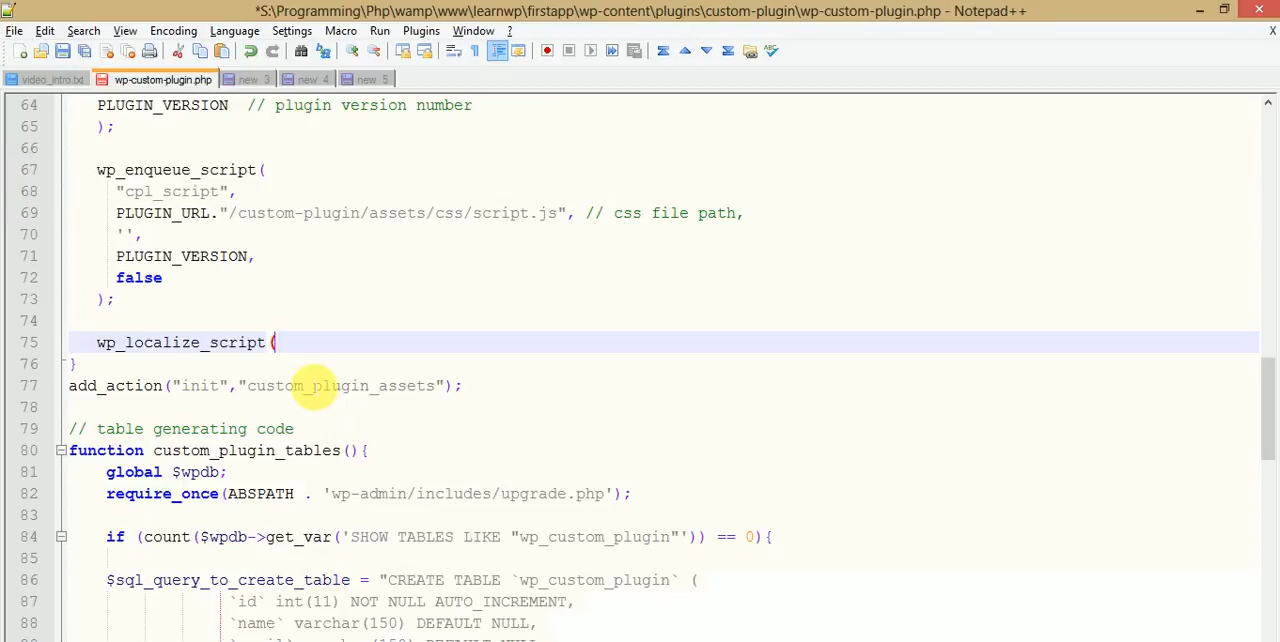 *S:\Programming\Php\wamp\www\learnwp\firstapp\wp-content\plugins\custom-plugin\wp-custom-plugin.php - Notepad++
File Edit Search View Encoding Language Settings Macro Run Plugins Window ? X
video_intro.txt wp-custom-plugin.php new 3 new 4 new 5
64 PLUGIN_VERSION // plugin version number
65 );
66
67 wp_enqueue_script(
68 "cpl_script",
69 PLUGIN_URL."/custom-plugin/assets/css/script.js", // css file path,
70 '',
71 PLUGIN_VERSION,
72 false
73 );
74
75 wp_localize_script(
76 }
77 add_action("init","custom_plugin_assets");
78
79 // table generating code
80 function custom_plugin_tables(){
81 global $wpdb;
82 require_once(ABSPATH . 'wp-admin/includes/upgrade.php');
83
84 if (count($wpdb->get_var('SHOW TABLES LIKE "wp_custom_plugin"')) == 0){
85
86 $sql_query_to_create_table = "CREATE TABLE `wp_custom_plugin` (
87 `id` int(11) NOT NULL AUTO_INCREMENT,
88 `name` varchar(150) DEFAULT NULL,